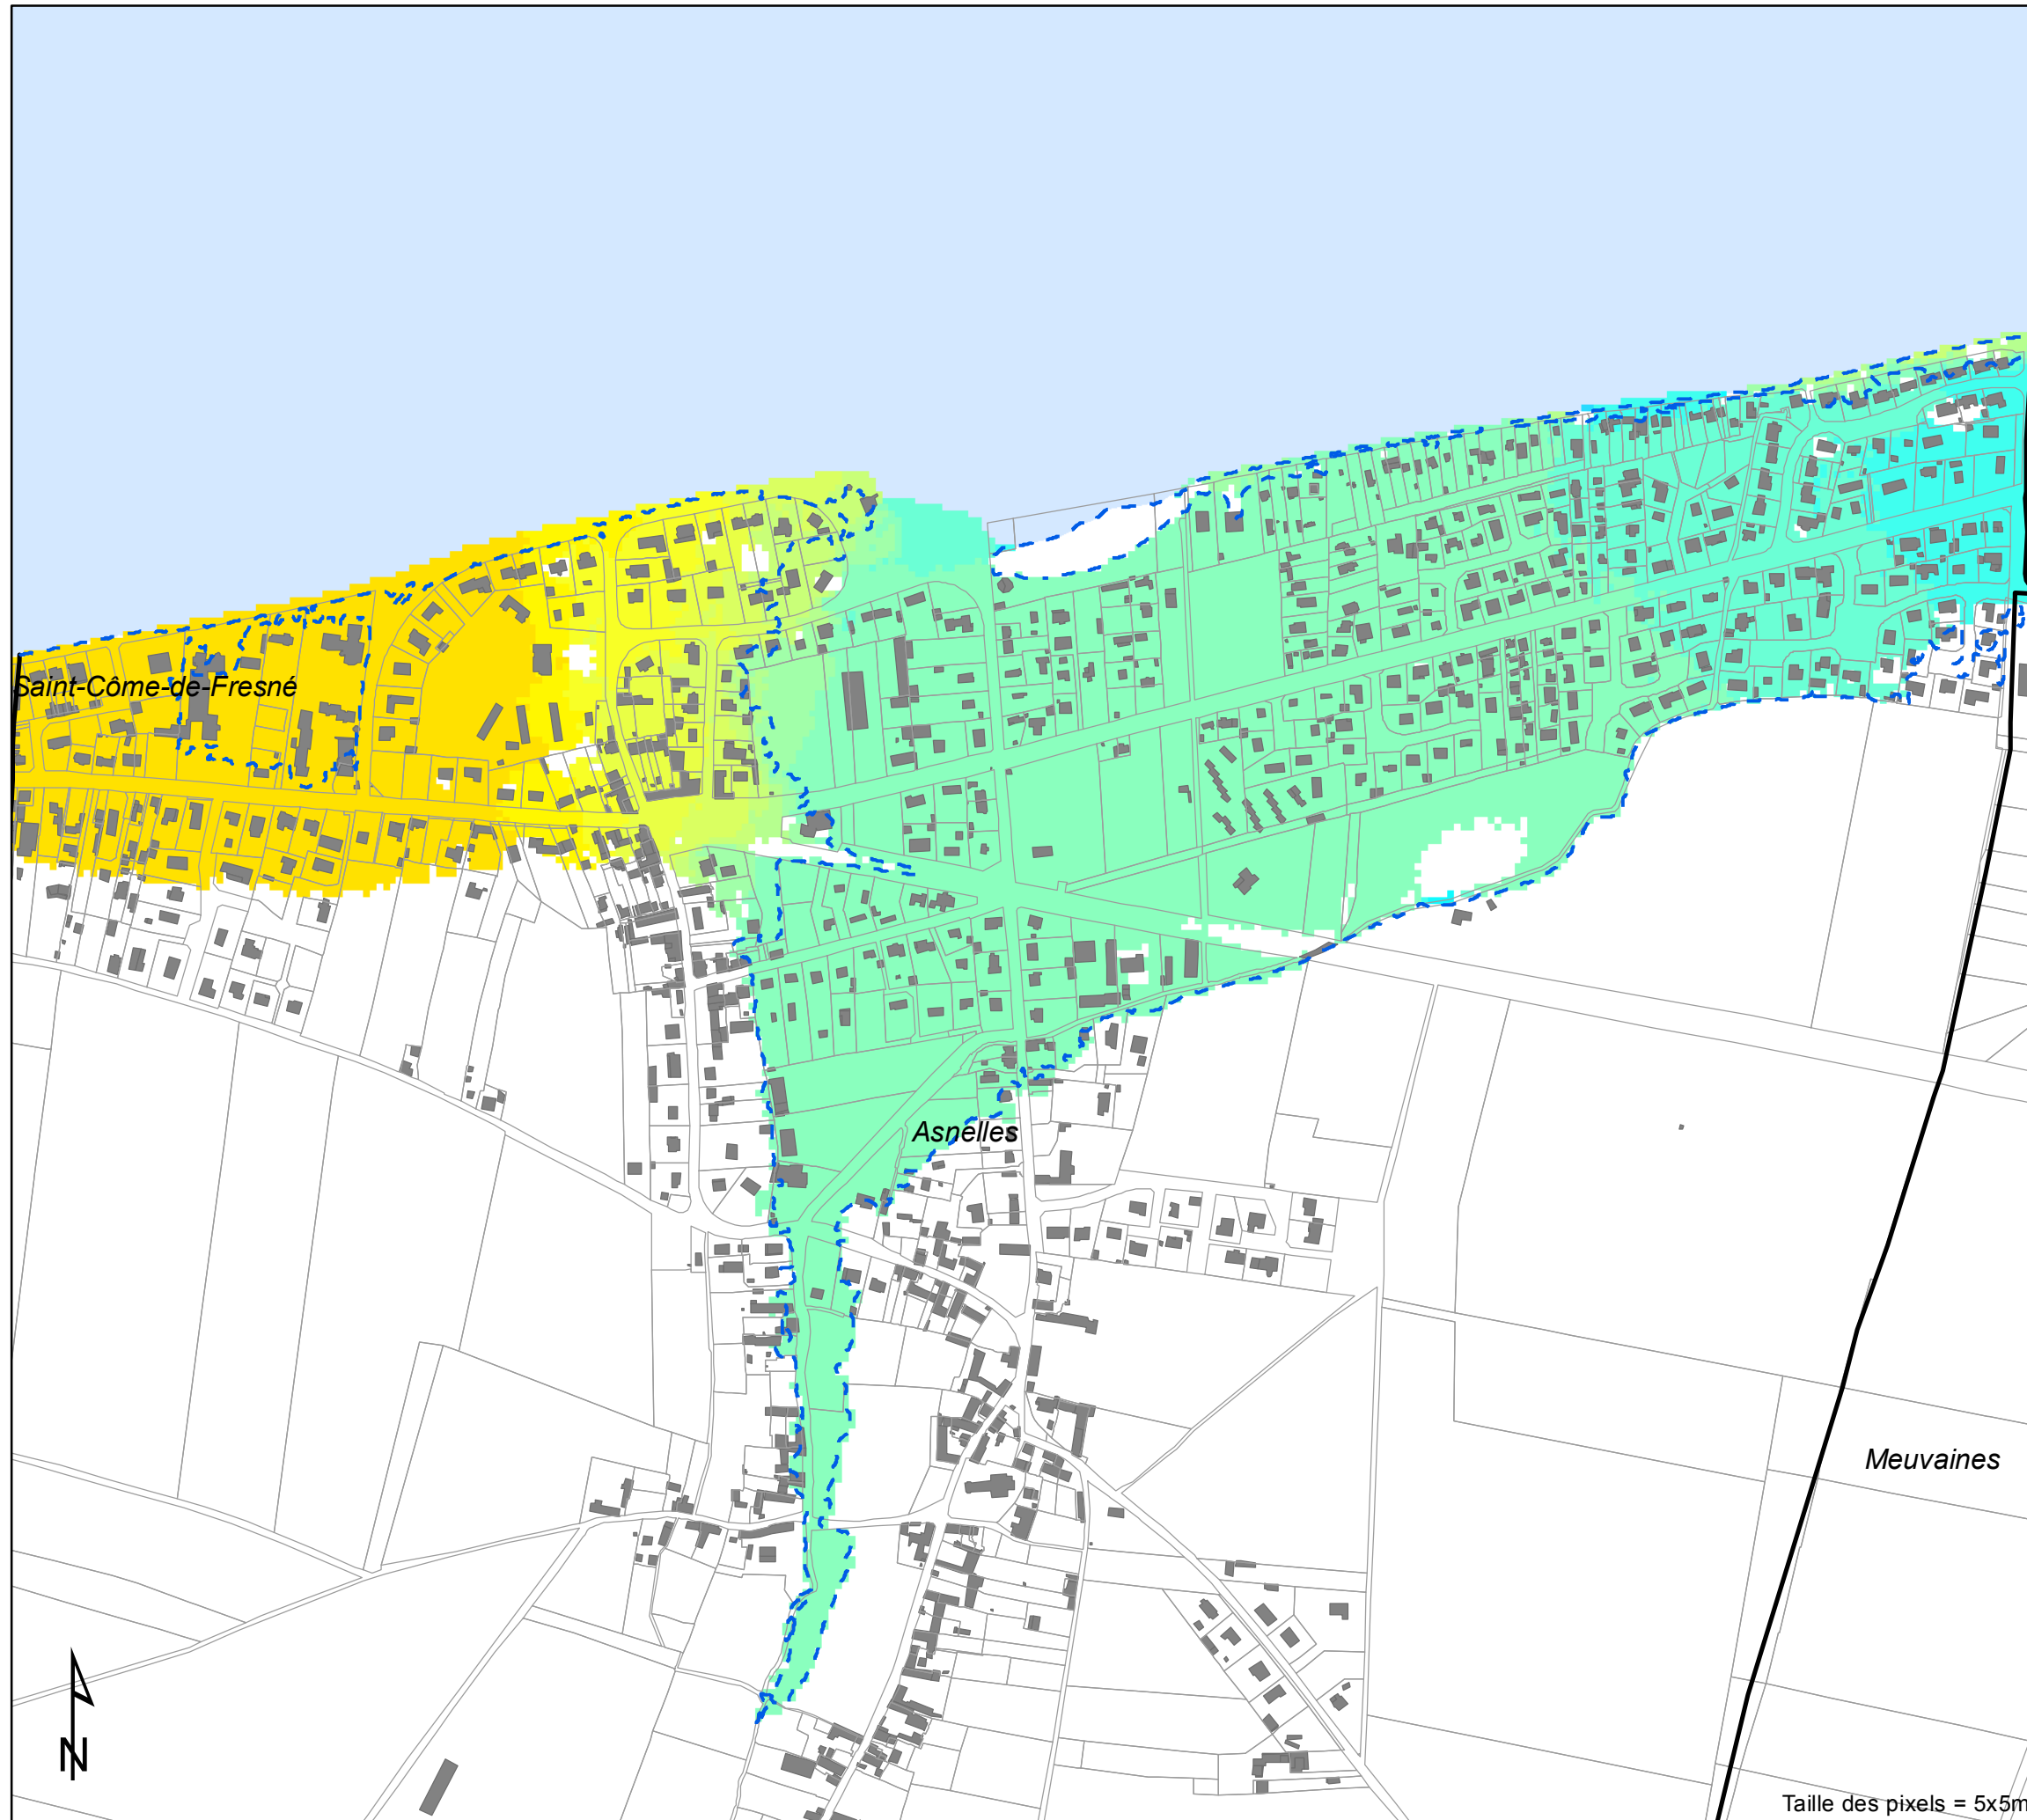 Saint-Côme-de-Fresné
Asnelles
Meuvaines
N
Taille des pixels = 5x5m